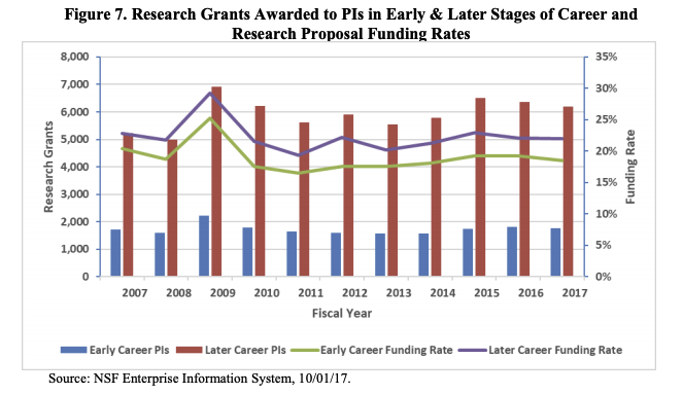 Figure 7. Research Grants Awarded to PIs in Early & Later Stages of Career and
Research Proposal Funding Rates
8,000
7,000
6,000
5,000
4,000
3,000
2,000
1,000
0
Research Grants
35%
30%
25%
20%
15%
10%
5%
0%
Funding Rate
2007 2008 2009 2010 2011 2012 2013 2014 2015 2016 2017
Fiscal Year
Early Career PIs Later Career PIs Early Career Funding Rate Later Career Funding Rate
Source: NSF Enterprise Information System, 10/01/17.